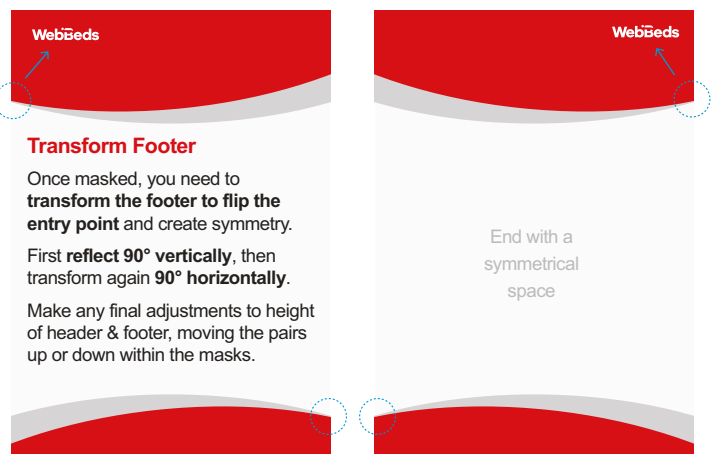 WebBeds
WebBeds
Transform Footer
Once masked, you need to
transform the footer to flip the
entry point and create symmetry.
First reflect 90° vertically, then
transform again 90° horizontally.
Make any final adjustments to height
of header & footer, moving the pairs
up or down within the masks.
End with a
symmetrical
space